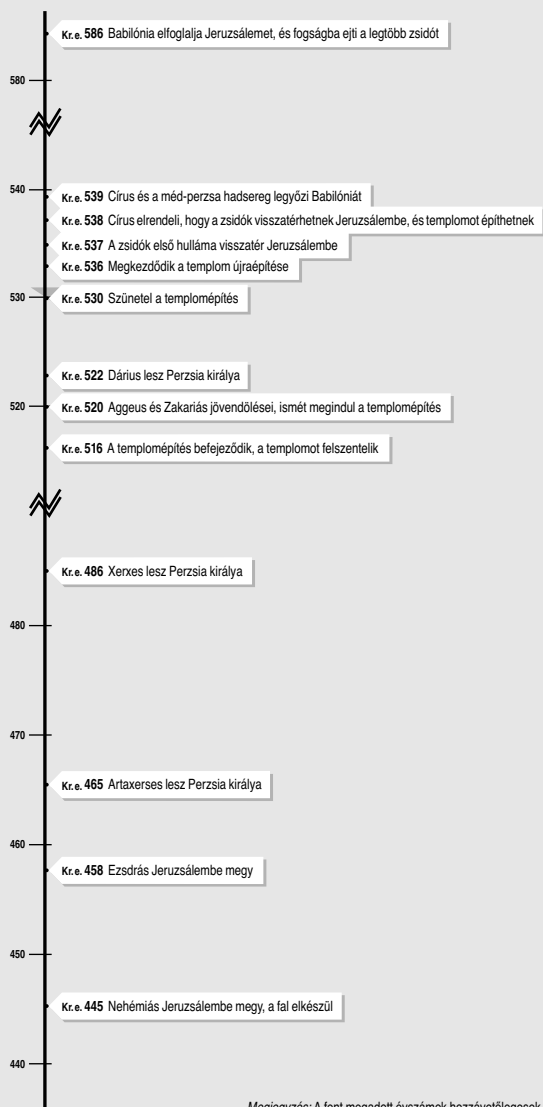 Kr.e. 586 Babilónia elfoglalja Jeruzsálemet, és fogságba ejti a legtöbb zsidót
580
540
Kr.e. 539 Círus és a méd-perzsa hadsereg legyőzi Babilóniát
Kr.e. 538 Círus elrendeli, hogy a zsidók visszatérhetnek Jeruzsálembe, és templomot építhetnek
Kr.e. 537 A zsidók első hulláma visszatér Jeruzsálembe
Kr.e. 536 Megkezdődik a templom újraépítése
530
Kr.e. 530 Szünetel a templomépítés
Kr.e. 522 Dárius lesz Perzsia királya
520
Kr.e. 520 Aggeus és Zakariás jövendölései, ismét megindul a templomépítés
Kr.e. 516 A templomépítés befejeződik, a templomot felszentelik
Kr.e. 486 Xerxes lesz Perzsia királya
480
470
Kr.e. 465 Artaxerses lesz Perzsia királya
460
Kr.e. 458 Ezsdrás Jeruzsálembe megy
450
Kr.e. 445 Nehémiás Jeruzsálembe megy, a fal elkészül
440
Megjegyzés: A fent megadott évszámok hozzávetőlegesek